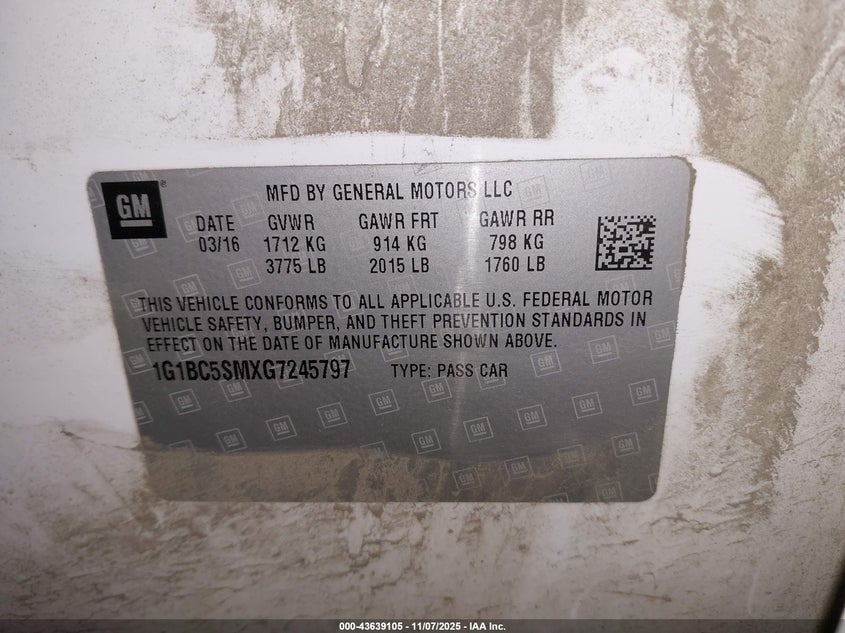 GM ®
MFD BY GENERAL MOTORS LLC
DATE GVWR GAWR FRT GAWR RR
03/16 1712 KG 914 KG 798 KG
3775 LB 2015 LB 1760 LB
THIS VEHICLE CONFORMS TO ALL APPLICABLE U.S. FEDERAL MOTOR
VEHICLE SAFETY, BUMPER, AND THEFT PREVENTION STANDARDS IN
EFFECT ON THE DATE OF MANUFACTURE SHOWN ABOVE.
1G1BC5SMXG7245797 TYPE: PASS CAR
000-43639105 - 11/07/2025 - IAA Inc.